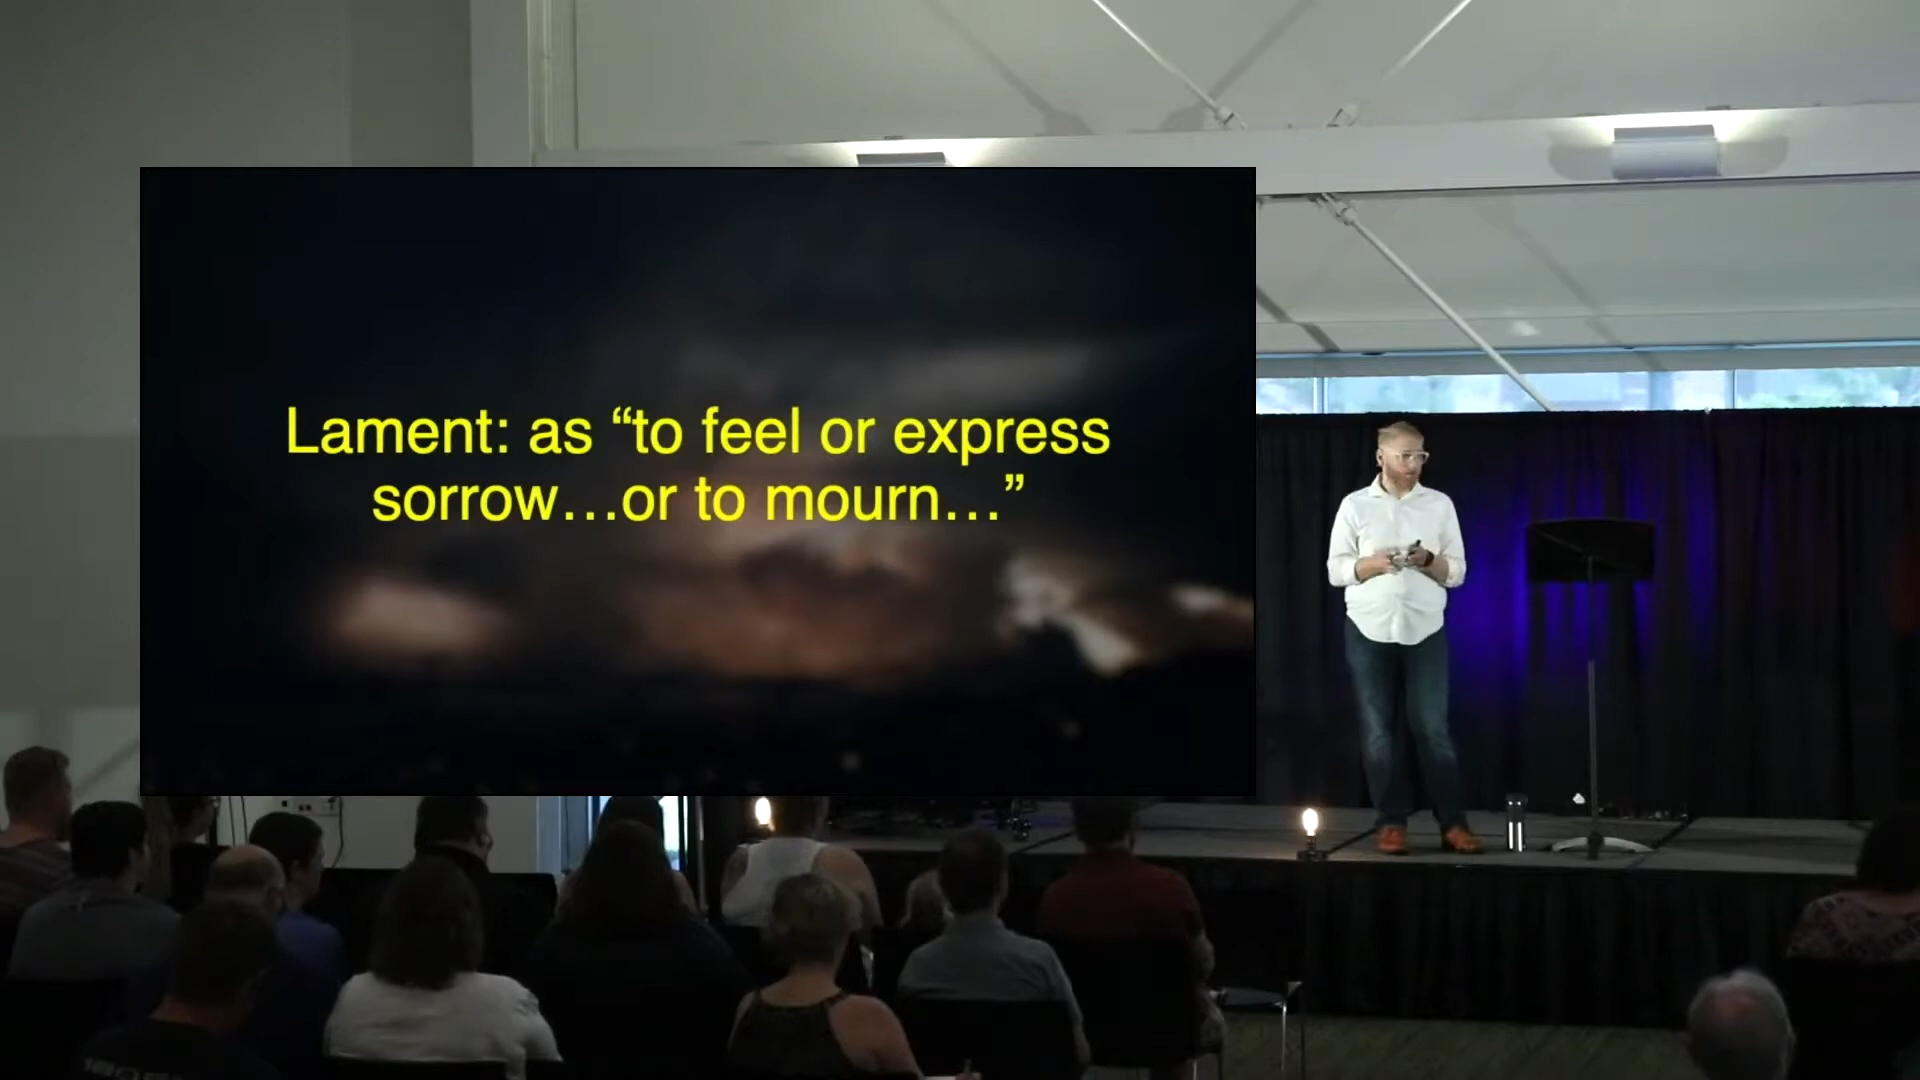 Lament: as “to feel or express
sorrow…or to mourn…”